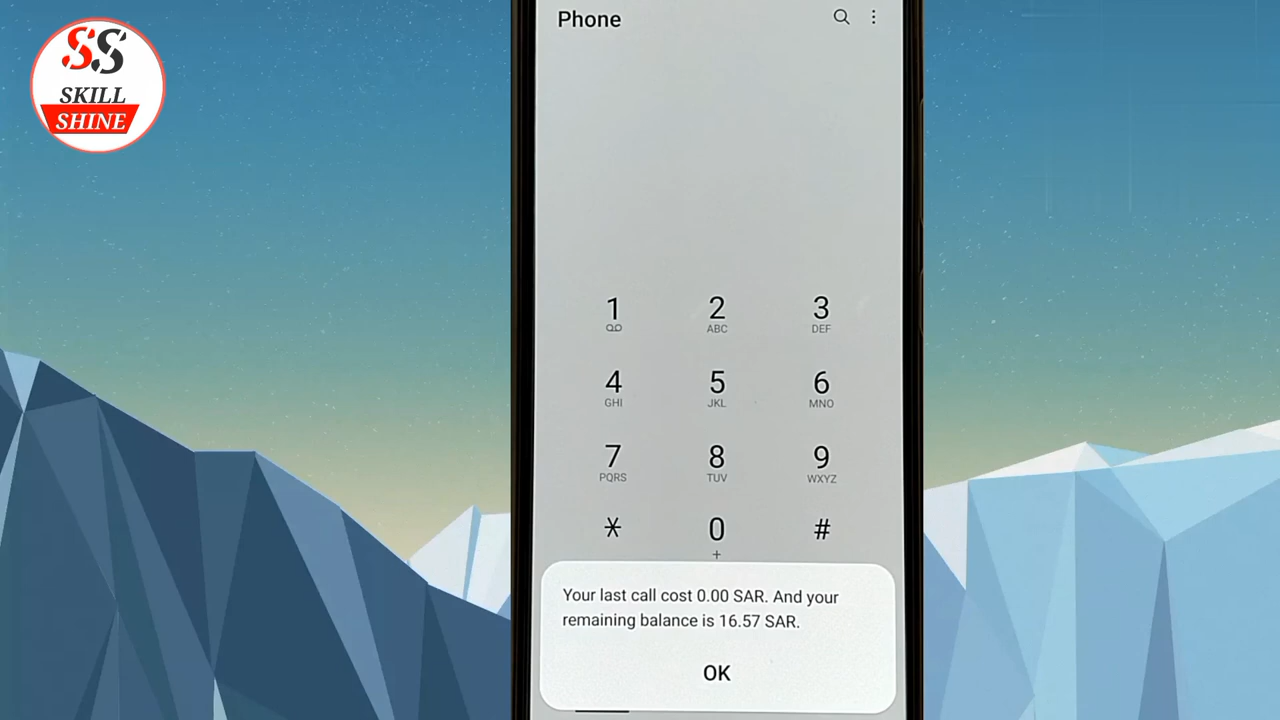 SS
SKILL
SHINE
Phone
1 2 3
ABC DEF
4 5 6
GHI JKL MNO
7 8 9
PQRS TUV WXYZ
* 0 #
+
Your last call cost 0.00 SAR. And your
remaining balance is 16.57 SAR.
OK